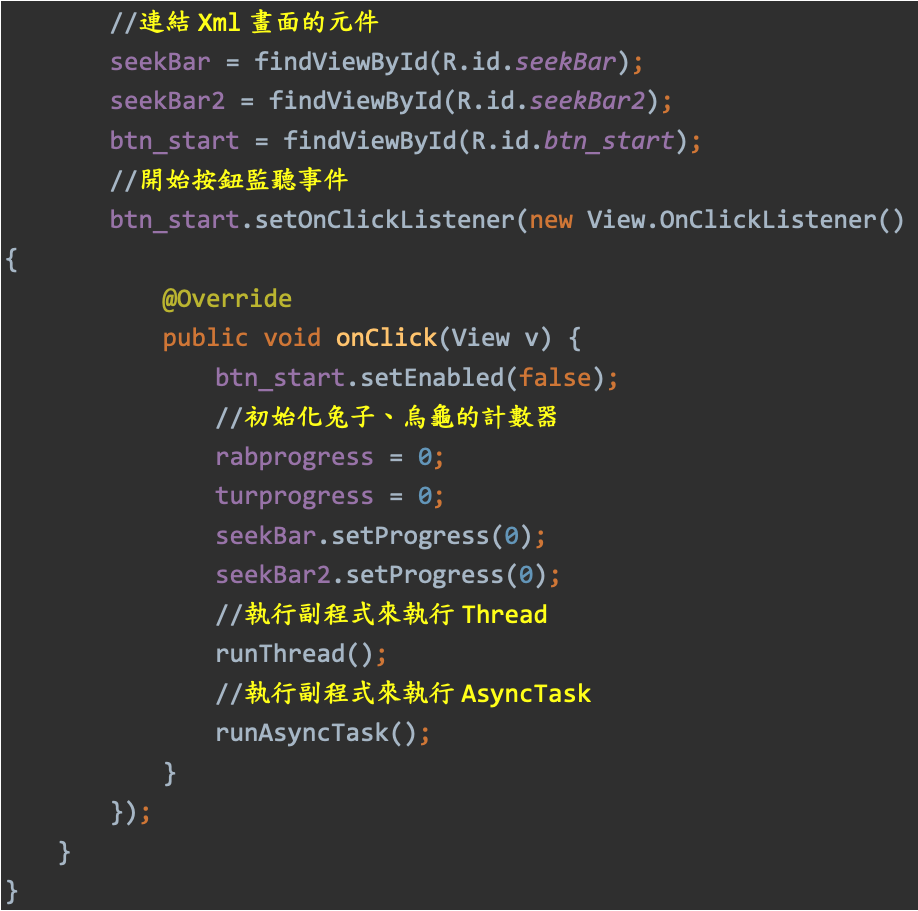 //連結 Xml 畫面的元件
seekBar = findViewById(R.id.seekBar);
seekBar2 = findViewById(R.id.seekBar2);
btn_start = findViewById(R.id.btn_start);
//開始按鈕監聽事件
btn_start.setOnClickListener(new View.OnClickListener()
{
@Override
public void onClick(View v) {
btn_start.setEnabled(false);
//初始化兔子、烏龜的計數器
rabprogress = 0;
turprogress = 0;
seekBar.setProgress(0);
seekBar2.setProgress(0);
//執行副程式來執行 Thread
runThread();
//執行副程式來執行 AsyncTask
runAsyncTask();
}
});
}
}